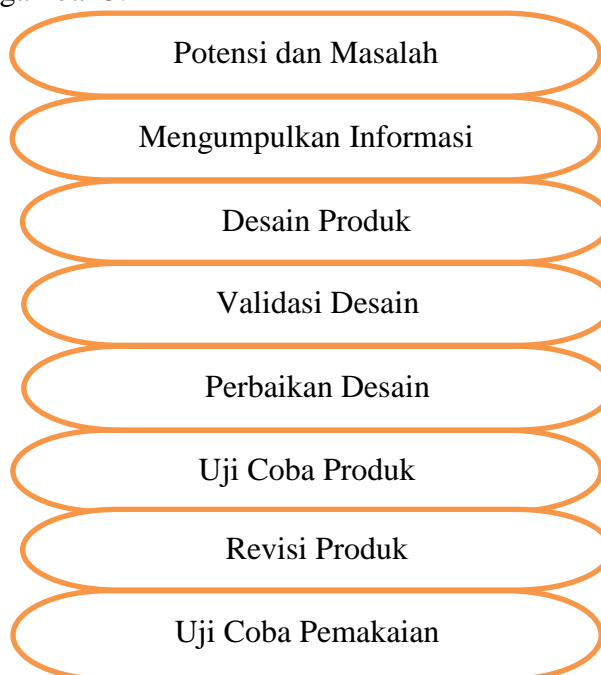 Potensi dan Masalah
Mengumpulkan Informasi
Desain Produk
Validasi Desain
Perbaikan Desain
Uji Coba Produk
Revisi Produk
Uji Coba Pemakaian